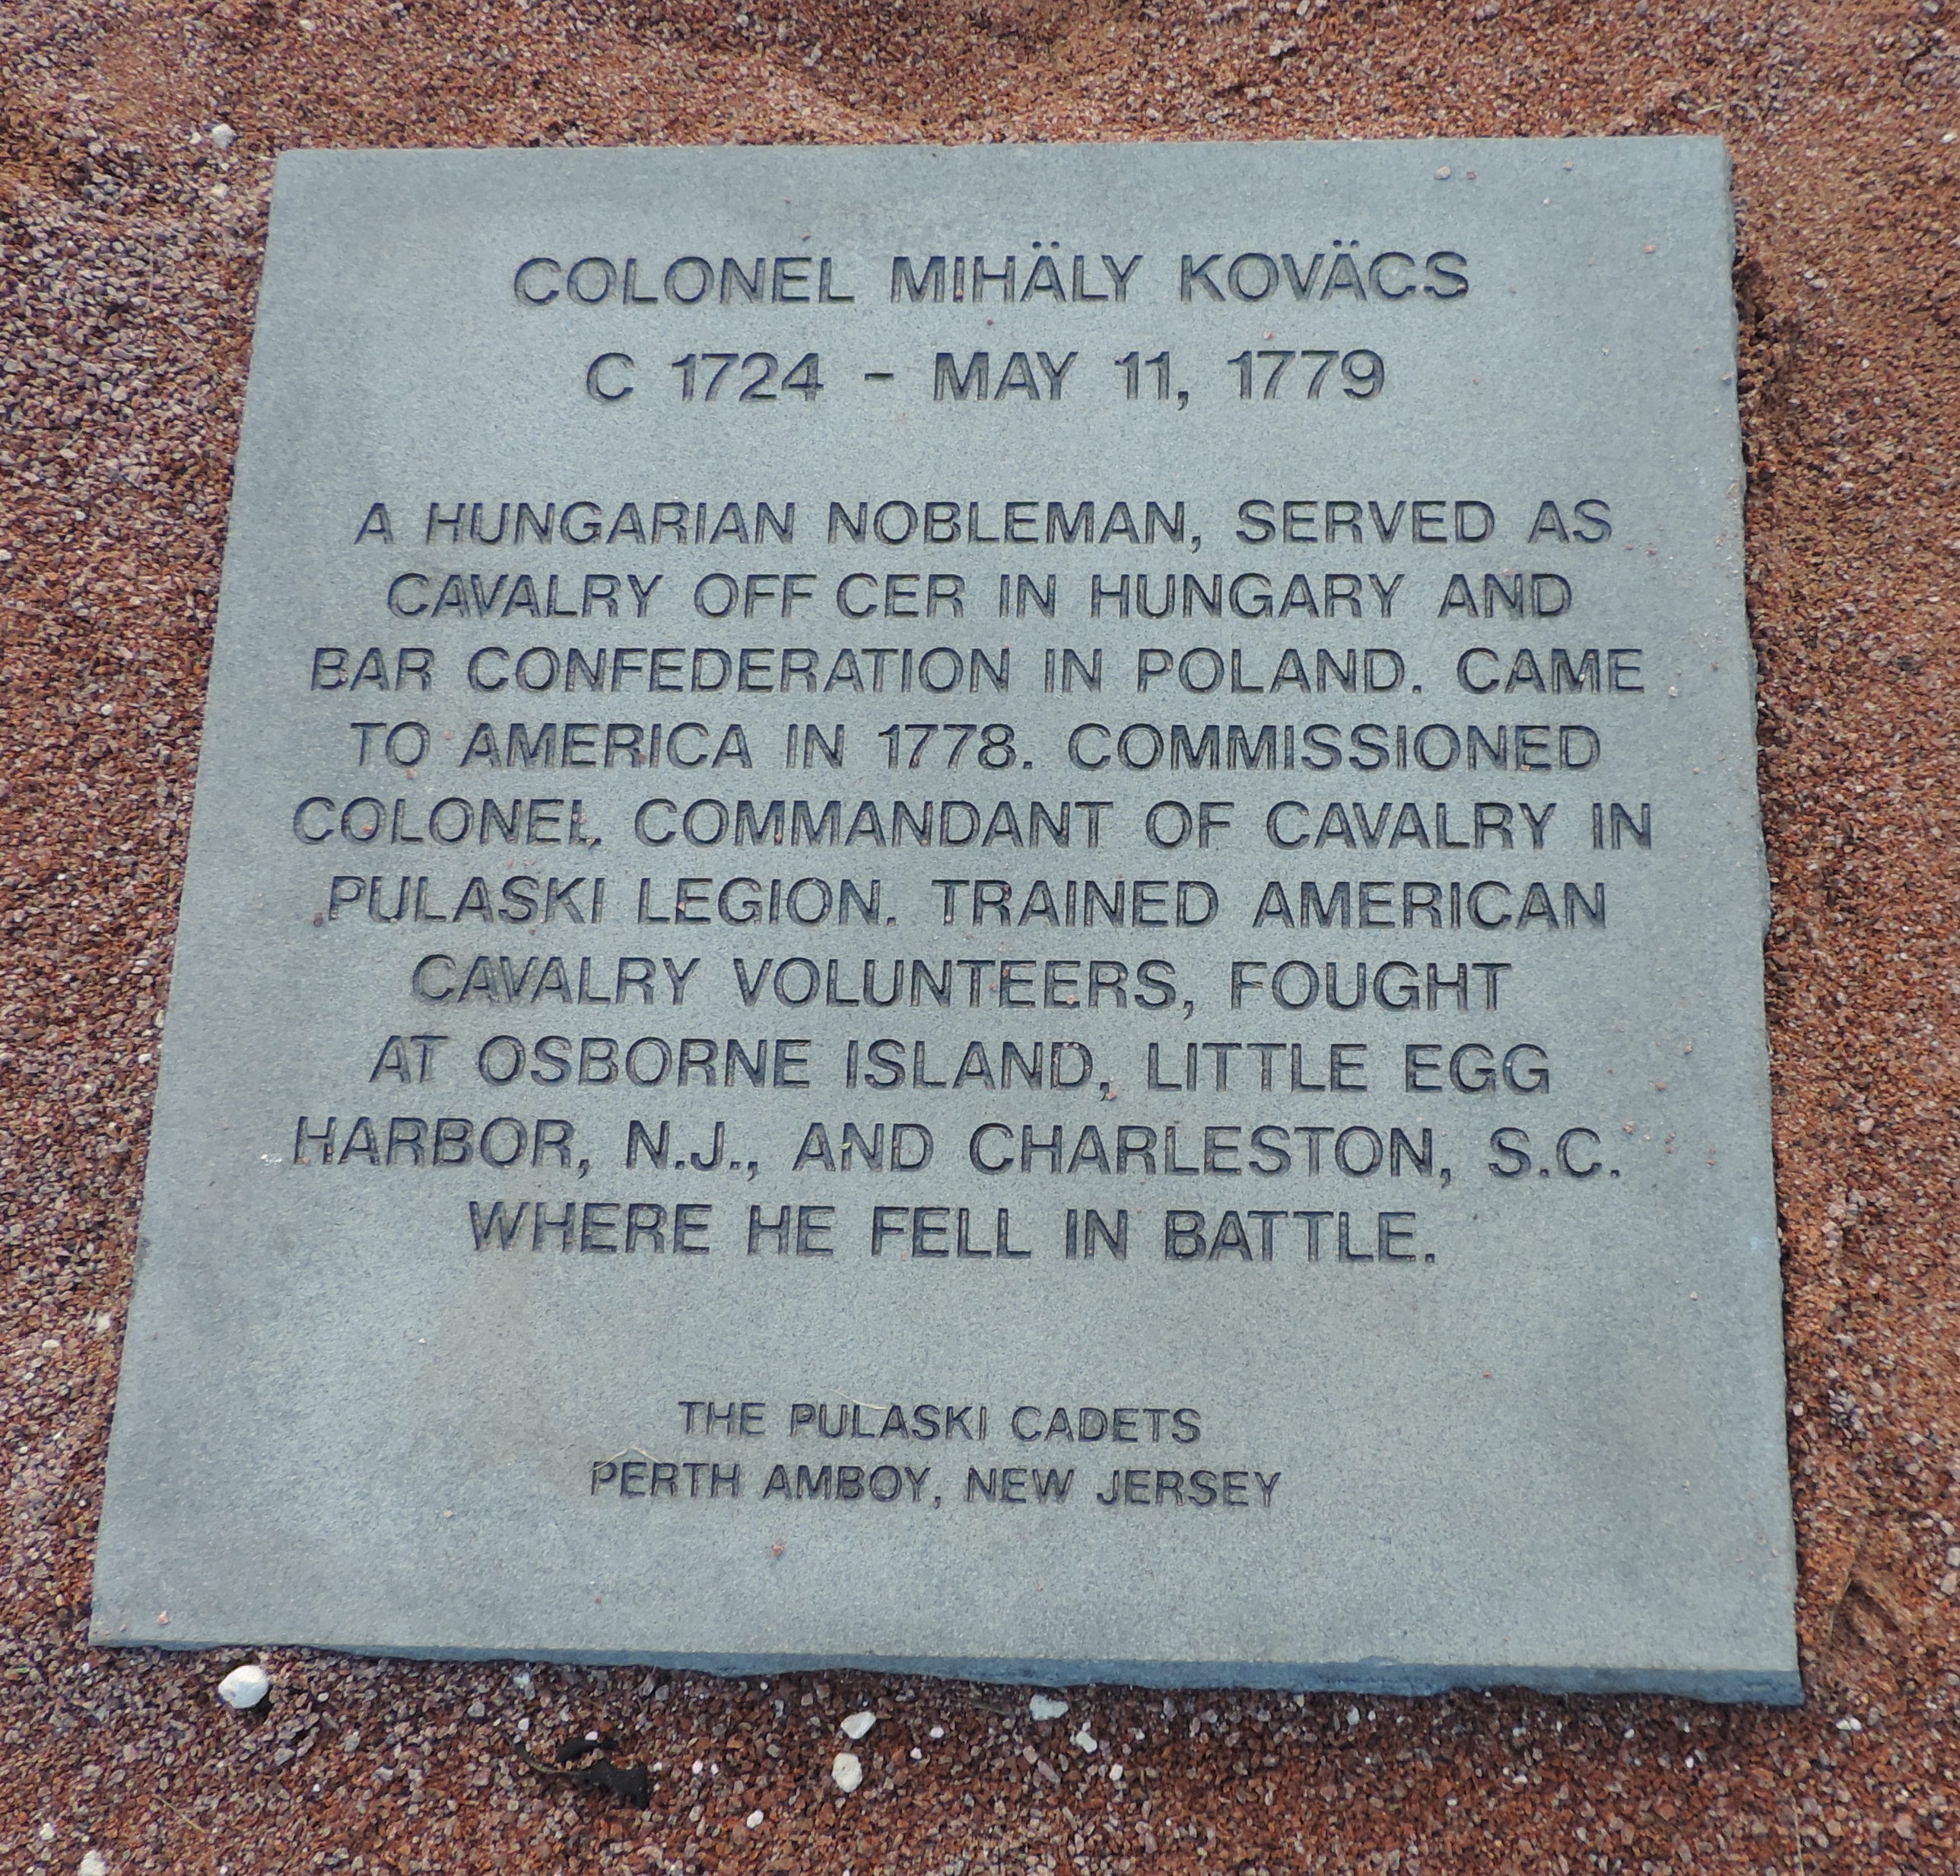 COLONEL MIHÄLY KOVÄCS
C 1724 - MAY 11, 1779
A HUNGARIAN NOBLEMAN, SERVED AS
CAVALRY OFF CER IN HUNGARY AND
BAR CONFEDERATION IN POLAND. CAME
TO AMERICA IN 1778. COMMISSIONED
COLONEL COMMANDANT OF CAVALRY IN
PULASKI LEGION. TRAINED AMERICAN
CAVALRY VOLUNTEERS, FOUGHT
AT OSBORNE ISLAND, LITTLE EGG
HARBOR, N.J., AND CHARLESTON, S.C.
WHERE HE FELL IN BATTLE.
THE PULASKI CADETS
PERTH AMBOY, NEW JERSEY